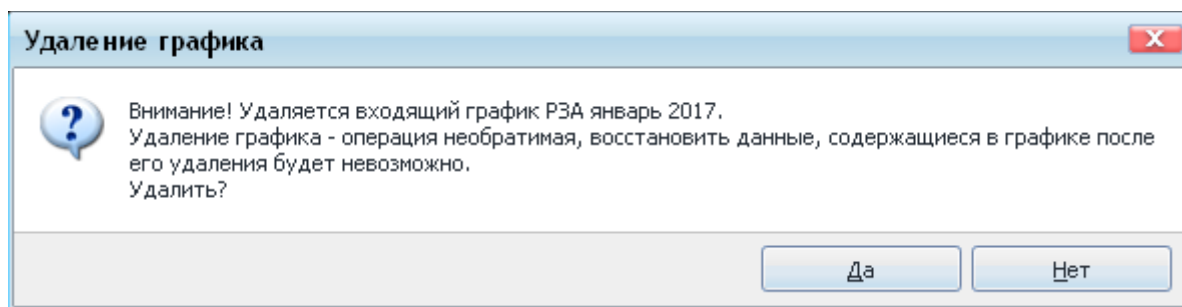 Удаление графика
Внимание! Удаляется входящий график РЗА январь 2017.
Удаление графика - операция необратимая, восстановить данные, содержащиеся в графике после
его удаления будет невозможно.
Удалить?
Да
Нет